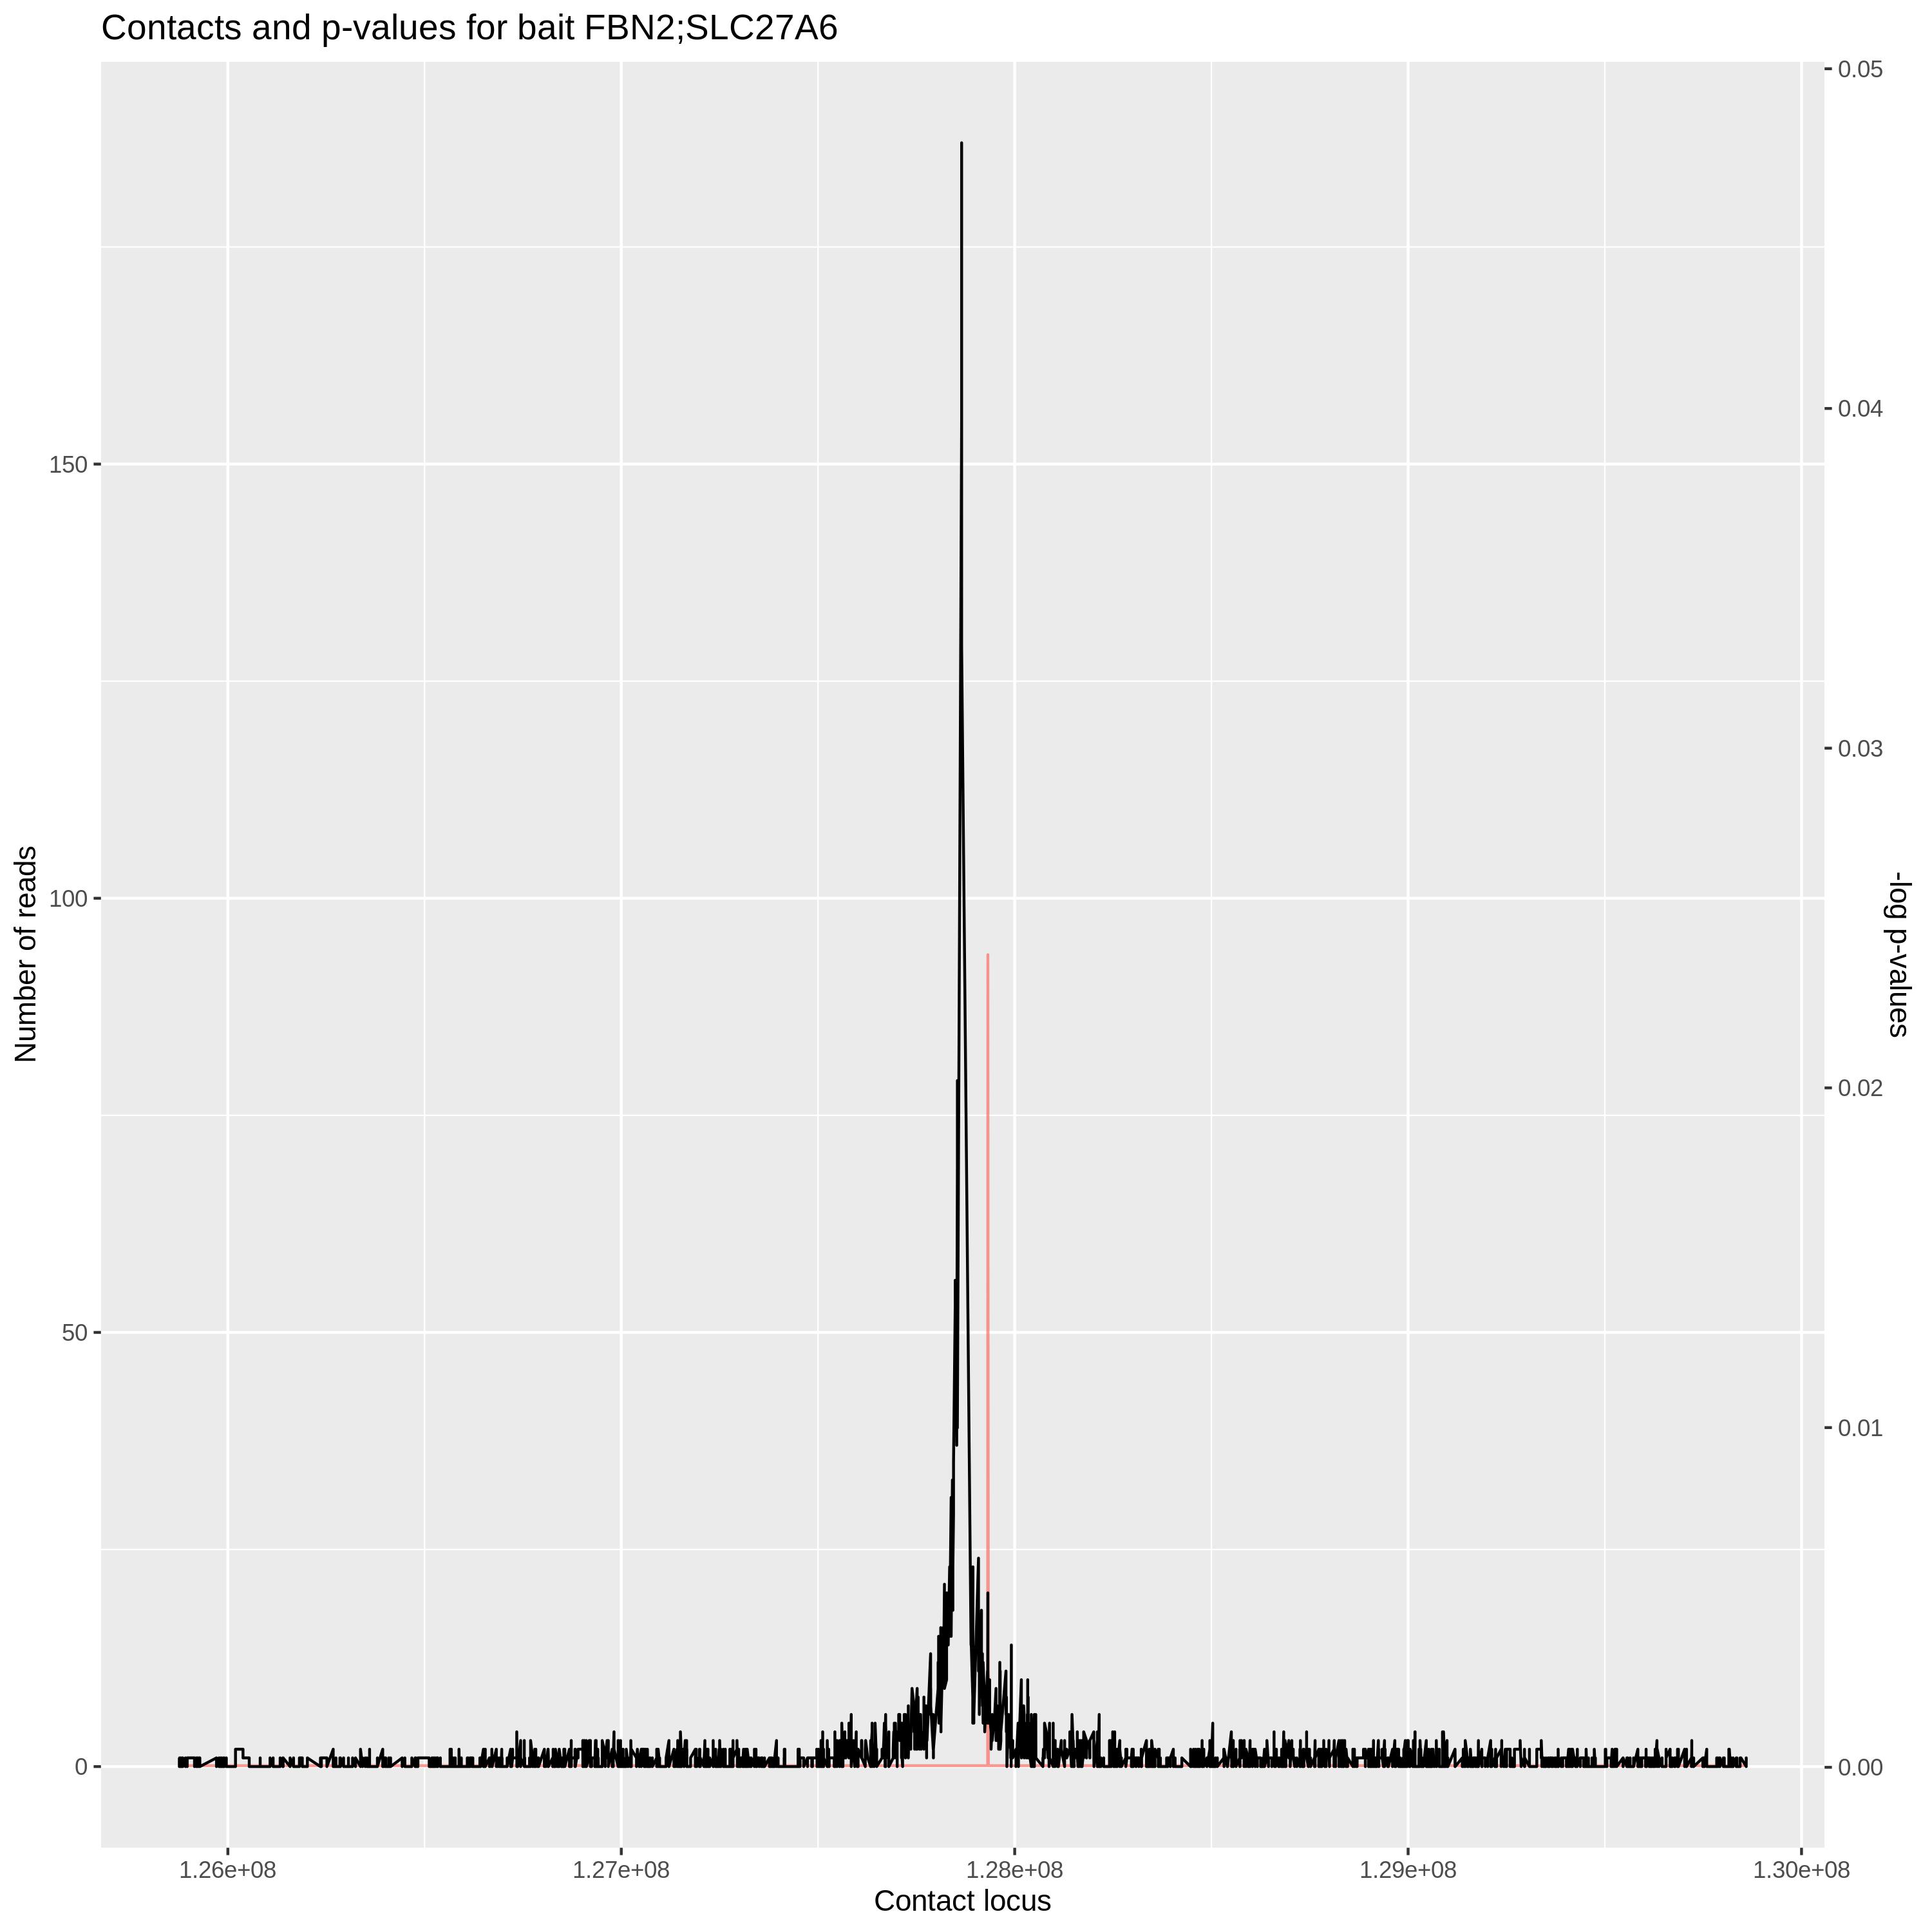 Contacts and p-values for bait FBN2;SLC27A6
Number of reads
150
100
50
0
0.05
0.04
0.03
0.02
0.01
0.00
-log p-values
1.26e+08
1.27e+08
1.28e+08
1.29e+08
1.30e+08
Contact locus